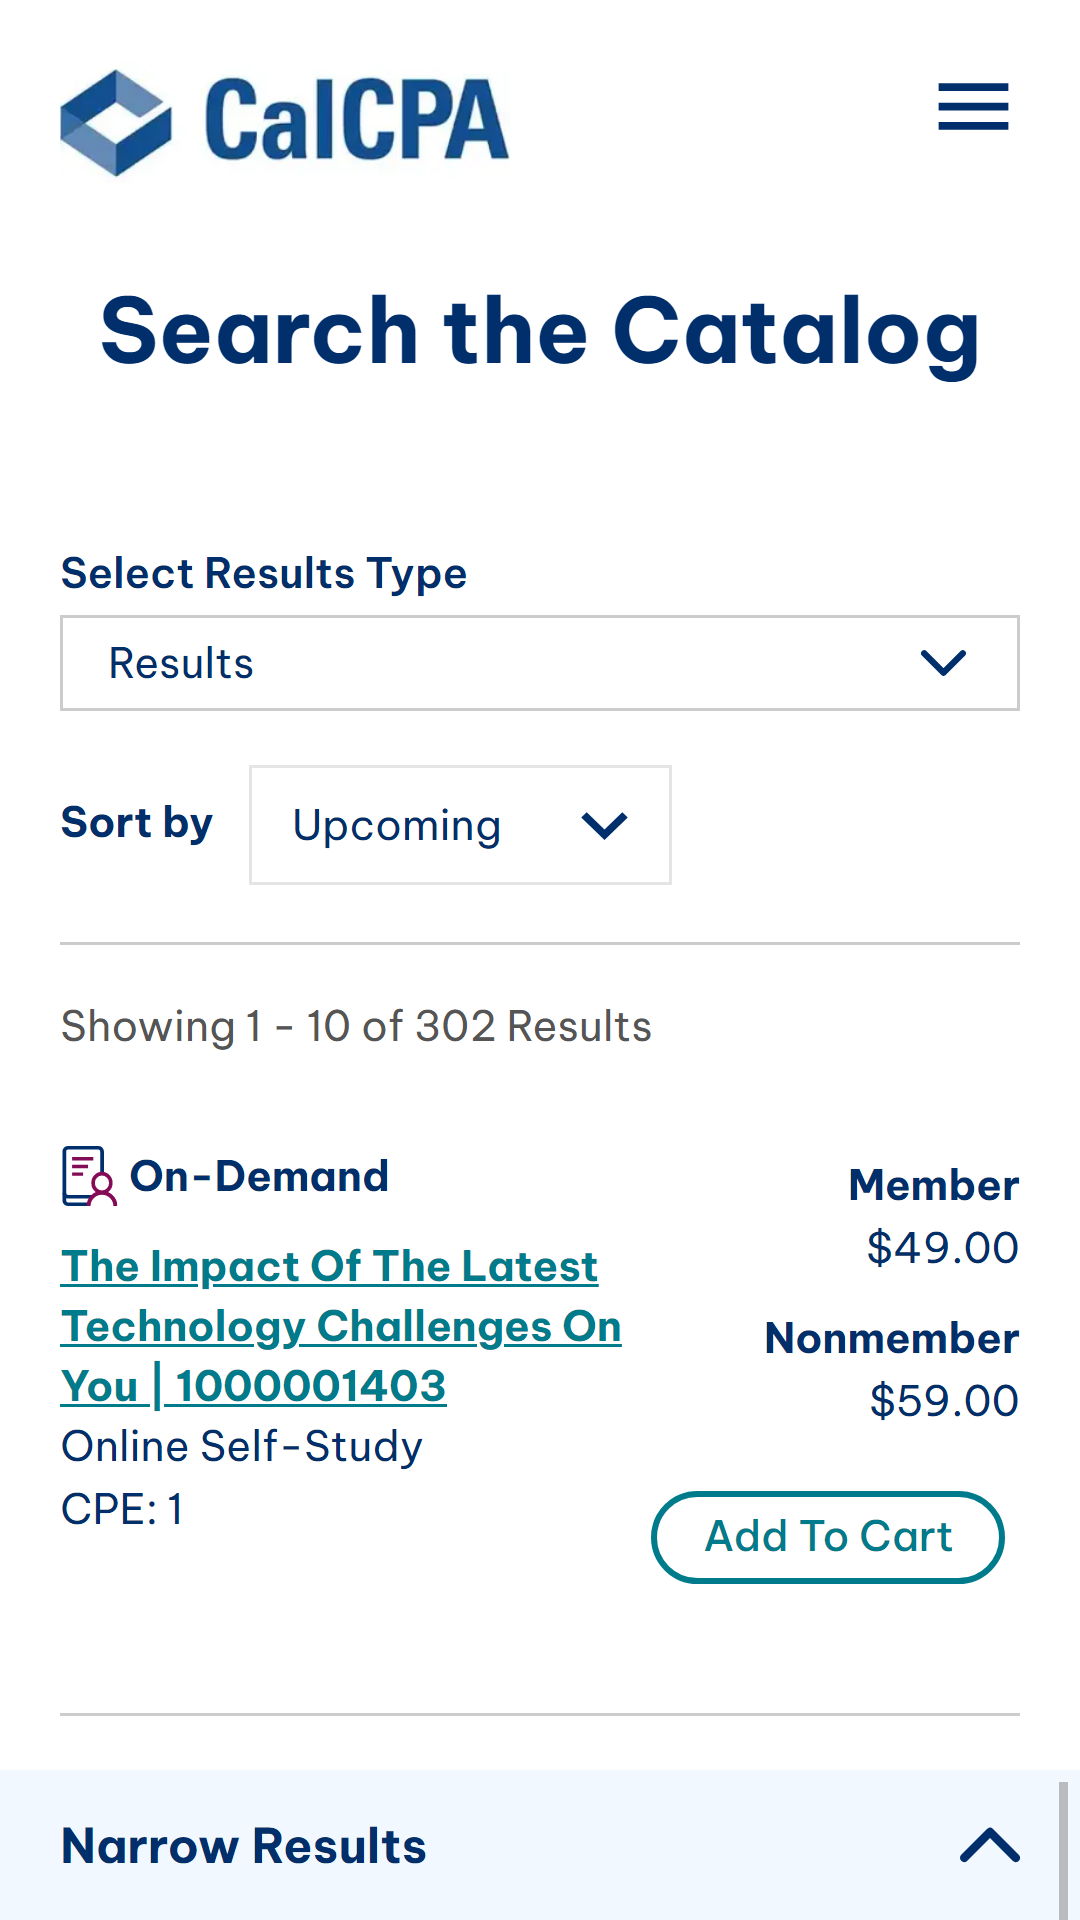 CalCPA
Search the Catalog
Select Results Type
Results
Sort by
Upcoming
Showing 1 - 10 of 302 Results
On-Demand
The Impact Of The Latest
Technology Challenges On
You | 1000001403
Online Self-Study
CPE: 1
Member
$49.00
Nonmember
$59.00
Add To Cart
Narrow Results